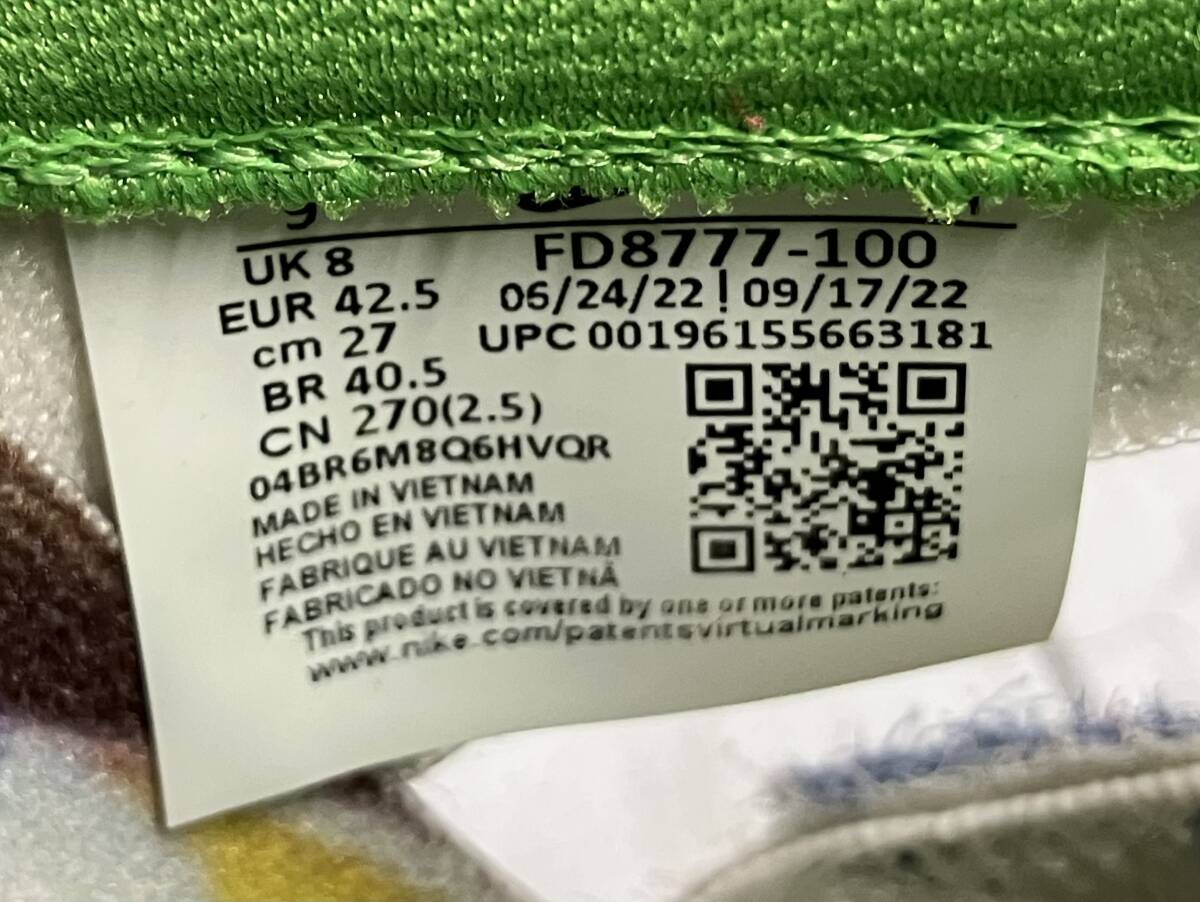 UK 8
EUR 42.5
cm 27
BR 40.5
CN 270(2.5)
04BR6M8Q6HVQR
MADE IN VIETNAM
HECHO EN VIETNAM
FABRIQUE AU VIETNAM
FABRICADO NO VIETNÃ
FD8777-100
06/24/22 | 09/17/22
UPC 00196155663181
This product is covered by one or more patents:
www.nike.com/patentsvirtualmarking